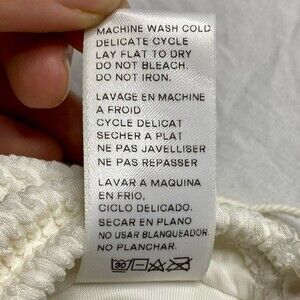 MACHINE WASH COLD
DELICATE CYCLE
LAY FLAT TO DRY
DO NOT BLEACH.
DO NOT IRON.
LAVAGE EN MACHINE
A FROID
CYCLE DELICAT
SECHER A PLAT
NE PAS JAVELLISER
NE PAS REPASSER
LAVAR A MAQUINA
EN FRIO,
CICLO DELICADO.
SECAR EN PLANO
NO USAR BLANQUEADOR.
NO PLANCHAR.
30